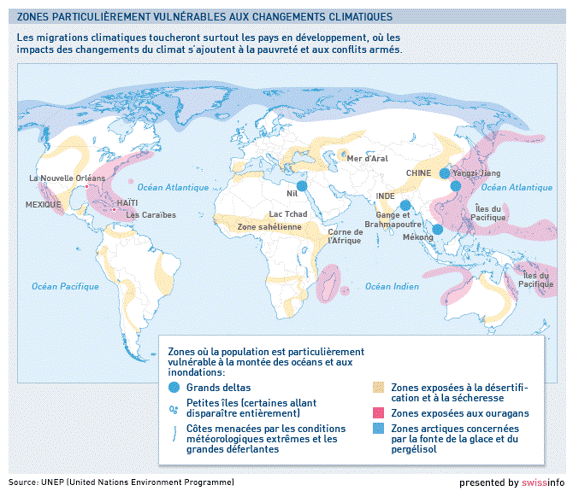 ZONES PARTICULIÈREMENT VULNÉRABLES AUX CHANGEMENTS CLIMATIQUES
Les migrations climatiques toucheront surtout les pays en développement, où les
impacts des changements du climat s'ajoutent à la pauvreté et aux conflits armés.
Mer d'Aral
La Nouvelle Orléans
CHINE
Yangzi Jiang
Océan Atlantique
Océan Atlantique
Nil
INDE
MEXIQUE
HAÏTI
Les Caraïbes
Lac Tchad
Gange et
Brahmapoutre
Îles du
Pacifique
Zone sahélienne
Corne de
l'Afrique
Mékong
Îles du
Pacifique
Océan Pacifique
Océan Indien
Zones où la population est particulièrement
vulnérable à la montée des océans et aux
inondations:
Grands deltas
Petites îles (certaines allant
disparaître entièrement)
Côtes menacées par les conditions
météorologiques extrêmes et les
grandes déferlantes
Zones exposées à la désertifi-
cation et à la sécheresse
Zones exposées aux ouragans
Zones arctiques concernées
par la fonte de la glace et du
pergélisol
Source: UNEP (United Nations Environment Programme)
presented by swissinfo